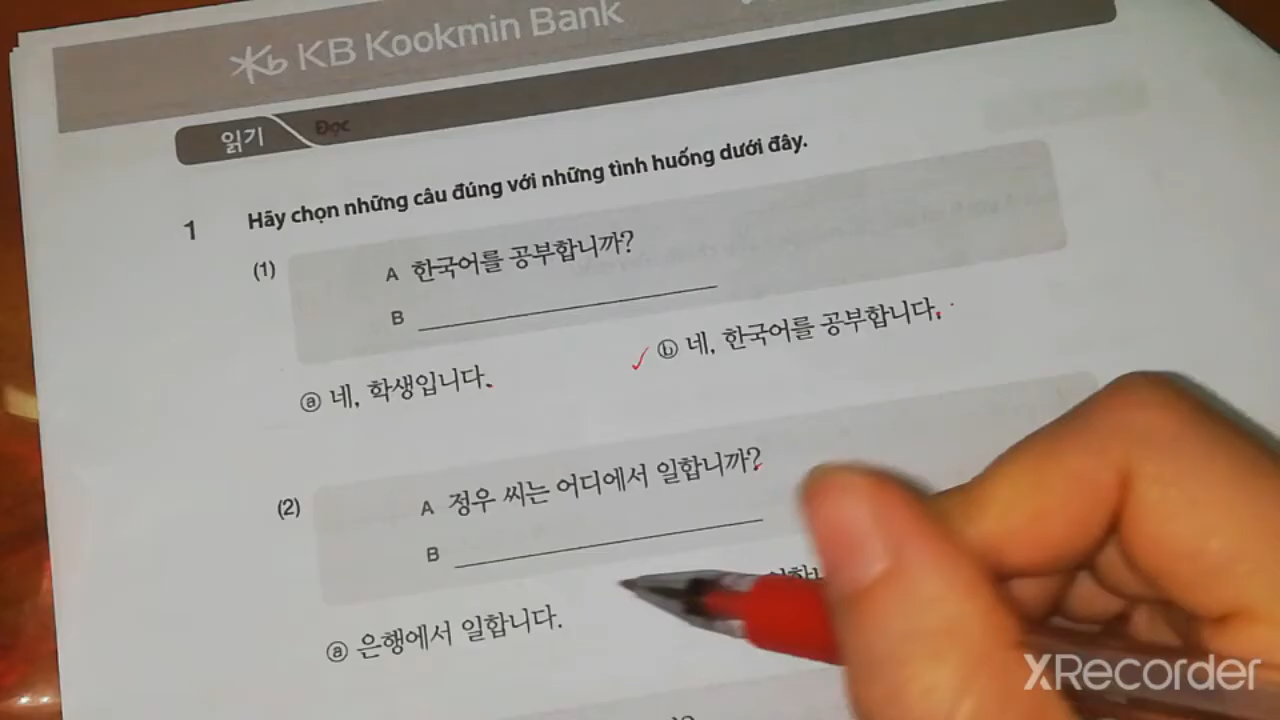 KB Kookmin Bank
읽기 Đọc
1 Hãy chọn những câu đúng với những tình huống dưới đây.
(1) A 한국어를 공부합니까?
B
ⓐ 네, 학생입니다. ✓ ⓑ 네, 한국어를 공부합니다.
(2) A 정우 씨는 어디에서 일합니까?
B
ⓐ 은행에서 일합니다.
XRecorder